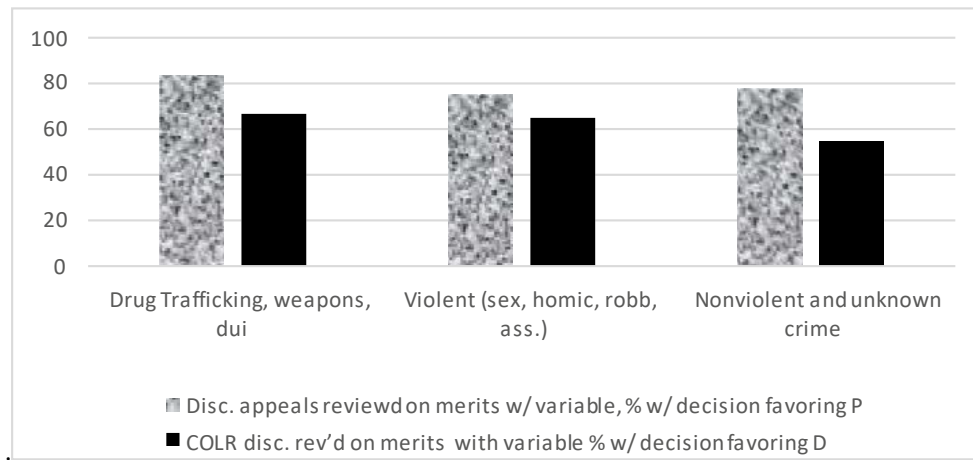 100
80
60
40
20
0
Drug Trafficking, weapons,
dui
Violent (sex, homic, robb,
ass.)
Nonviolent and unknown
crime
Disc. appeals reviewd on merits w/ variable, % w/ decision favoring P
COLR disc. rev'd on merits with variable % w/ decision favoring D
.